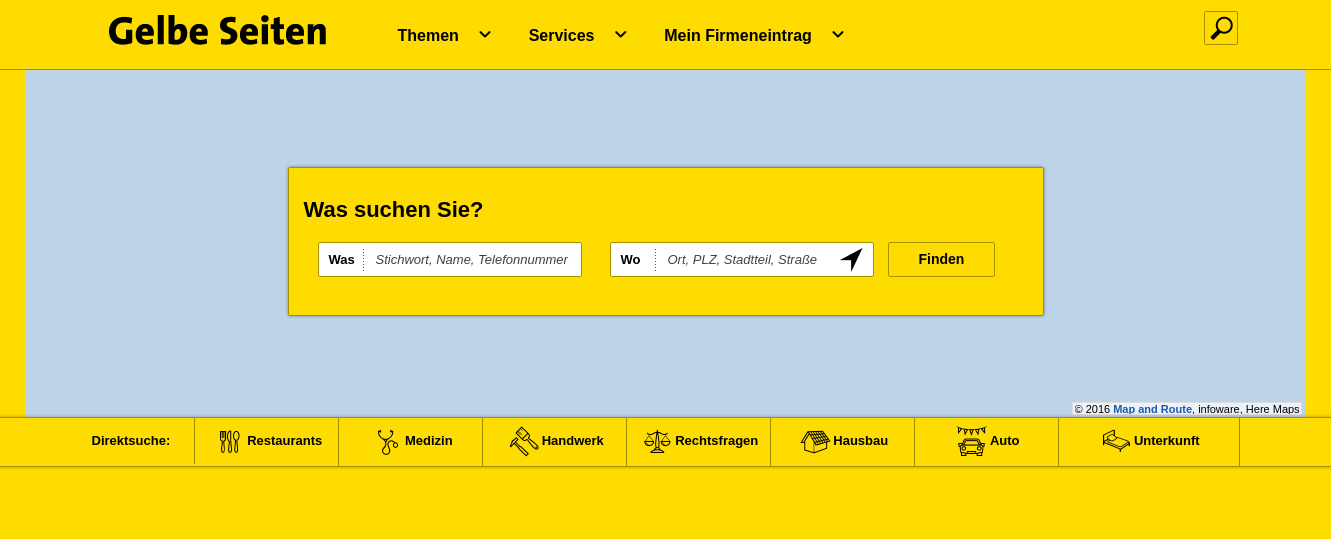 Gelbe Seiten Themen Services Mein Firmeneintrag
Was suchen Sie?
Was Stichwort, Name, Telefonnummer Wo Ort, PLZ, Stadtteil, Straße Finden
© 2016 Map and Route, infoware, Here Maps
Direktsuche: Restaurants Medizin Handwerk Rechtsfragen Hausbau Auto Unterkunft